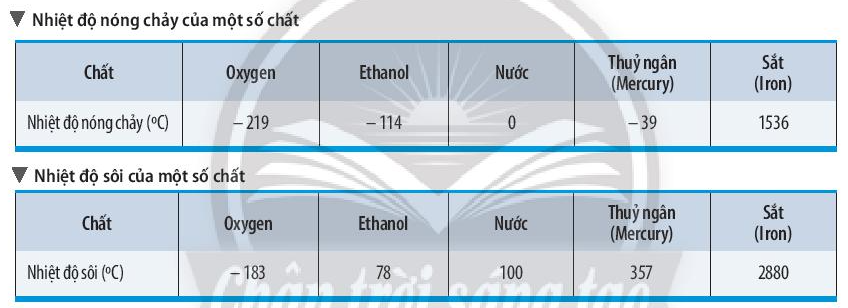 ▼ Nhiệt độ nóng chảy của một số chất
Chất Oxygen Ethanol Nước Thuỷ ngân (Mercury) Sắt (Iron)
Nhiệt độ nóng chảy (ºC) – 219 – 114 0 – 39 1536
▼ Nhiệt độ sôi của một số chất
Chất Oxygen Ethanol Nước Thuỷ ngân (Mercury) Sắt (Iron)
Nhiệt độ sôi (ºC) – 183 78 100 357 2880
Chân trời sáng tạo